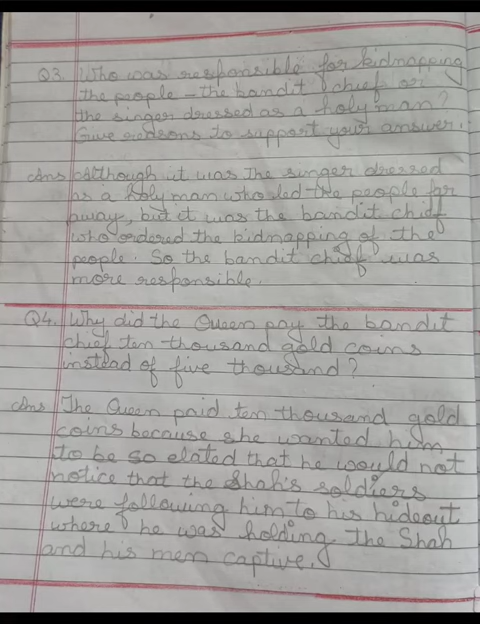 Q3. Who was responsible for kidnapping
the people - the bandit chief or
the singer dressed as a holy man?
Give reasons to support your answer.
Ans Although it was the singer dressed
as a holy man who led the people far
away, but it was the bandit chief
who ordered the kidnapping of the
people. So the bandit chief was
more responsible.
Q4. Why did the Queen pay the bandit
chief ten thousand gold coins
instead of five thousand?
Ans The Queen paid ten thousand gold
coins because she wanted him
to be so elated that he would not
notice that the Shah's soldiers
were following him to his hideout
where he was holding the Shah
and his men captive.